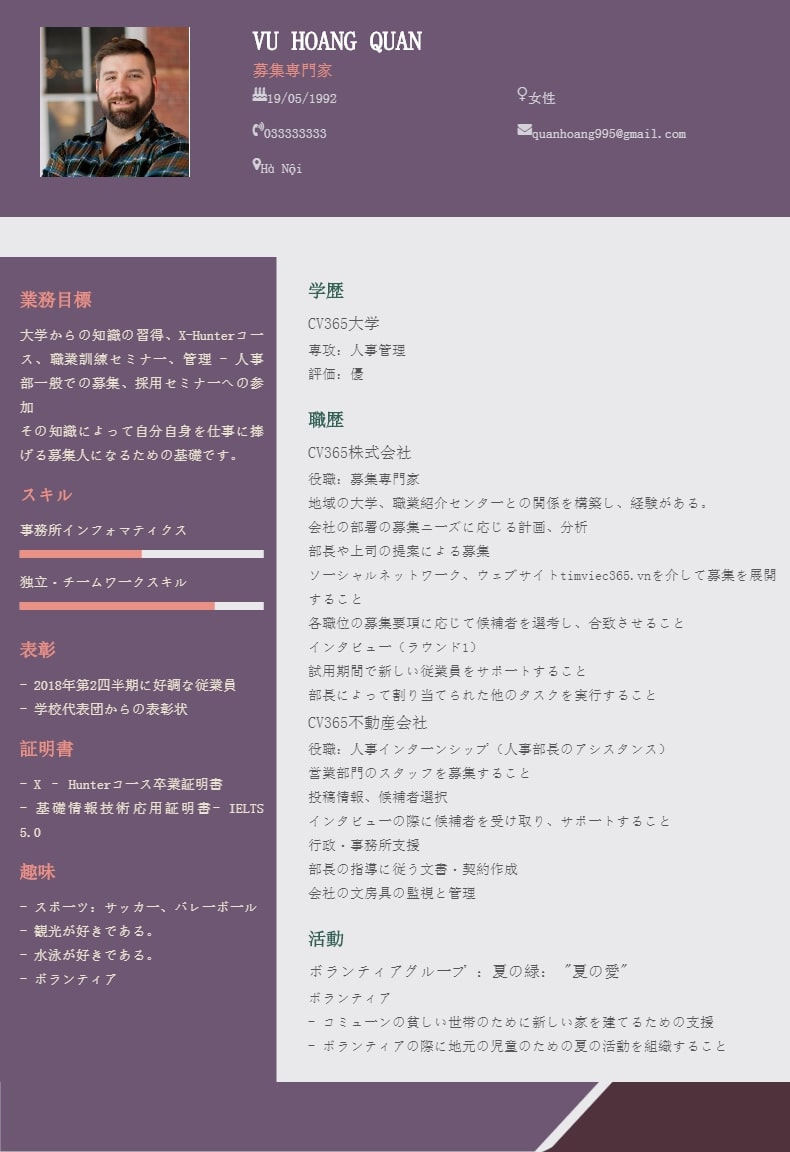 VU HOANG QUAN
募集専門家
19/05/1992
女性
033333333
quanhoang995@gmail.com
Hà Nội
業務目標
大学からの知識の習得、X-Hunterコー
ス、職業訓練セミナー、管理 - 人事
部一般での募集、採用セミナーへの参
加
その知識によって自分自身を仕事に捧
げる募集人になるための基礎です。
スキル
事務所インフォマティクス
独立・チームワークスキル
表彰
- 2018年第2四半期に好調な従業員
- 学校代表団からの表彰状
証明書
- X - Hunterコース卒業証明書
- 基礎情報技術応用証明書- IELTS
5.0
趣味
- スポーツ: サッカー、バレーボール
- 観光が好きである。
- 水泳が好きである。
- ボランティア
学歴
CV365大学
専攻: 人事管理
評価: 優
職歴
CV365株式会社
役職: 募集専門家
地域の大学、職業紹介センターとの関係を構築し、経験がある。
会社の部署の募集ニーズに応じる計画、分析
部長や上司の提案による募集
ソーシャルネットワーク、ウェブサイトtimviec365.vnを介して募集を展開
すること
各職位の募集要項に応じて候補者を選考し、合致させること
インタビュー（ラウンド1）
試用期間で新しい従業員をサポートすること
部長によって割り当てられた他のタスクを実行すること
CV365不動産会社
役職: 人事インターンシップ（人事部長のアシスタンス）
営業部門のスタッフを募集すること
投稿情報、候補者選択
インタビューの際に候補者を受け取り、サポートすること
行政・事務所支援
部長の指導に従う文書・契約作成
会社の文房具の監視と管理
活動
ボランティアグループ : 夏の緑: "夏の愛"
ボランティア
- コミューンの貧しい世帯のために新しい家を建てるための支援
- ボランティアの際に地元の児童のための夏の活動を組織すること